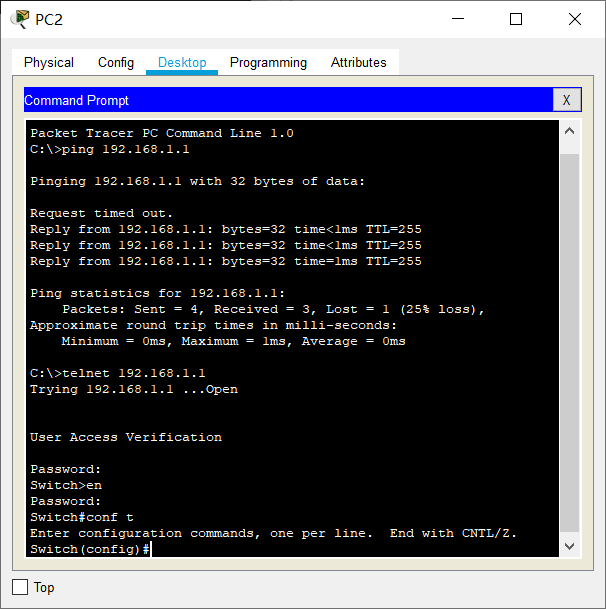 PC2
Physical Config Desktop Programming Attributes
Command Prompt X
Packet Tracer PC Command Line 1.0
C:\>ping 192.168.1.1
Pinging 192.168.1.1 with 32 bytes of data:
Request timed out.
Reply from 192.168.1.1: bytes=32 time<1ms TTL=255
Reply from 192.168.1.1: bytes=32 time<1ms TTL=255
Reply from 192.168.1.1: bytes=32 time=1ms TTL=255
Ping statistics for 192.168.1.1:
Packets: Sent = 4, Received = 3, Lost = 1 (25% loss),
Approximate round trip times in milli-seconds:
Minimum = 0ms, Maximum = 1ms, Average = 0ms
C:\>telnet 192.168.1.1
Trying 192.168.1.1 ...Open
User Access Verification
Password:
Switch>en
Password:
Switch#conf t
Enter configuration commands, one per line.  End with CNTL/Z.
Switch(config)#
Top